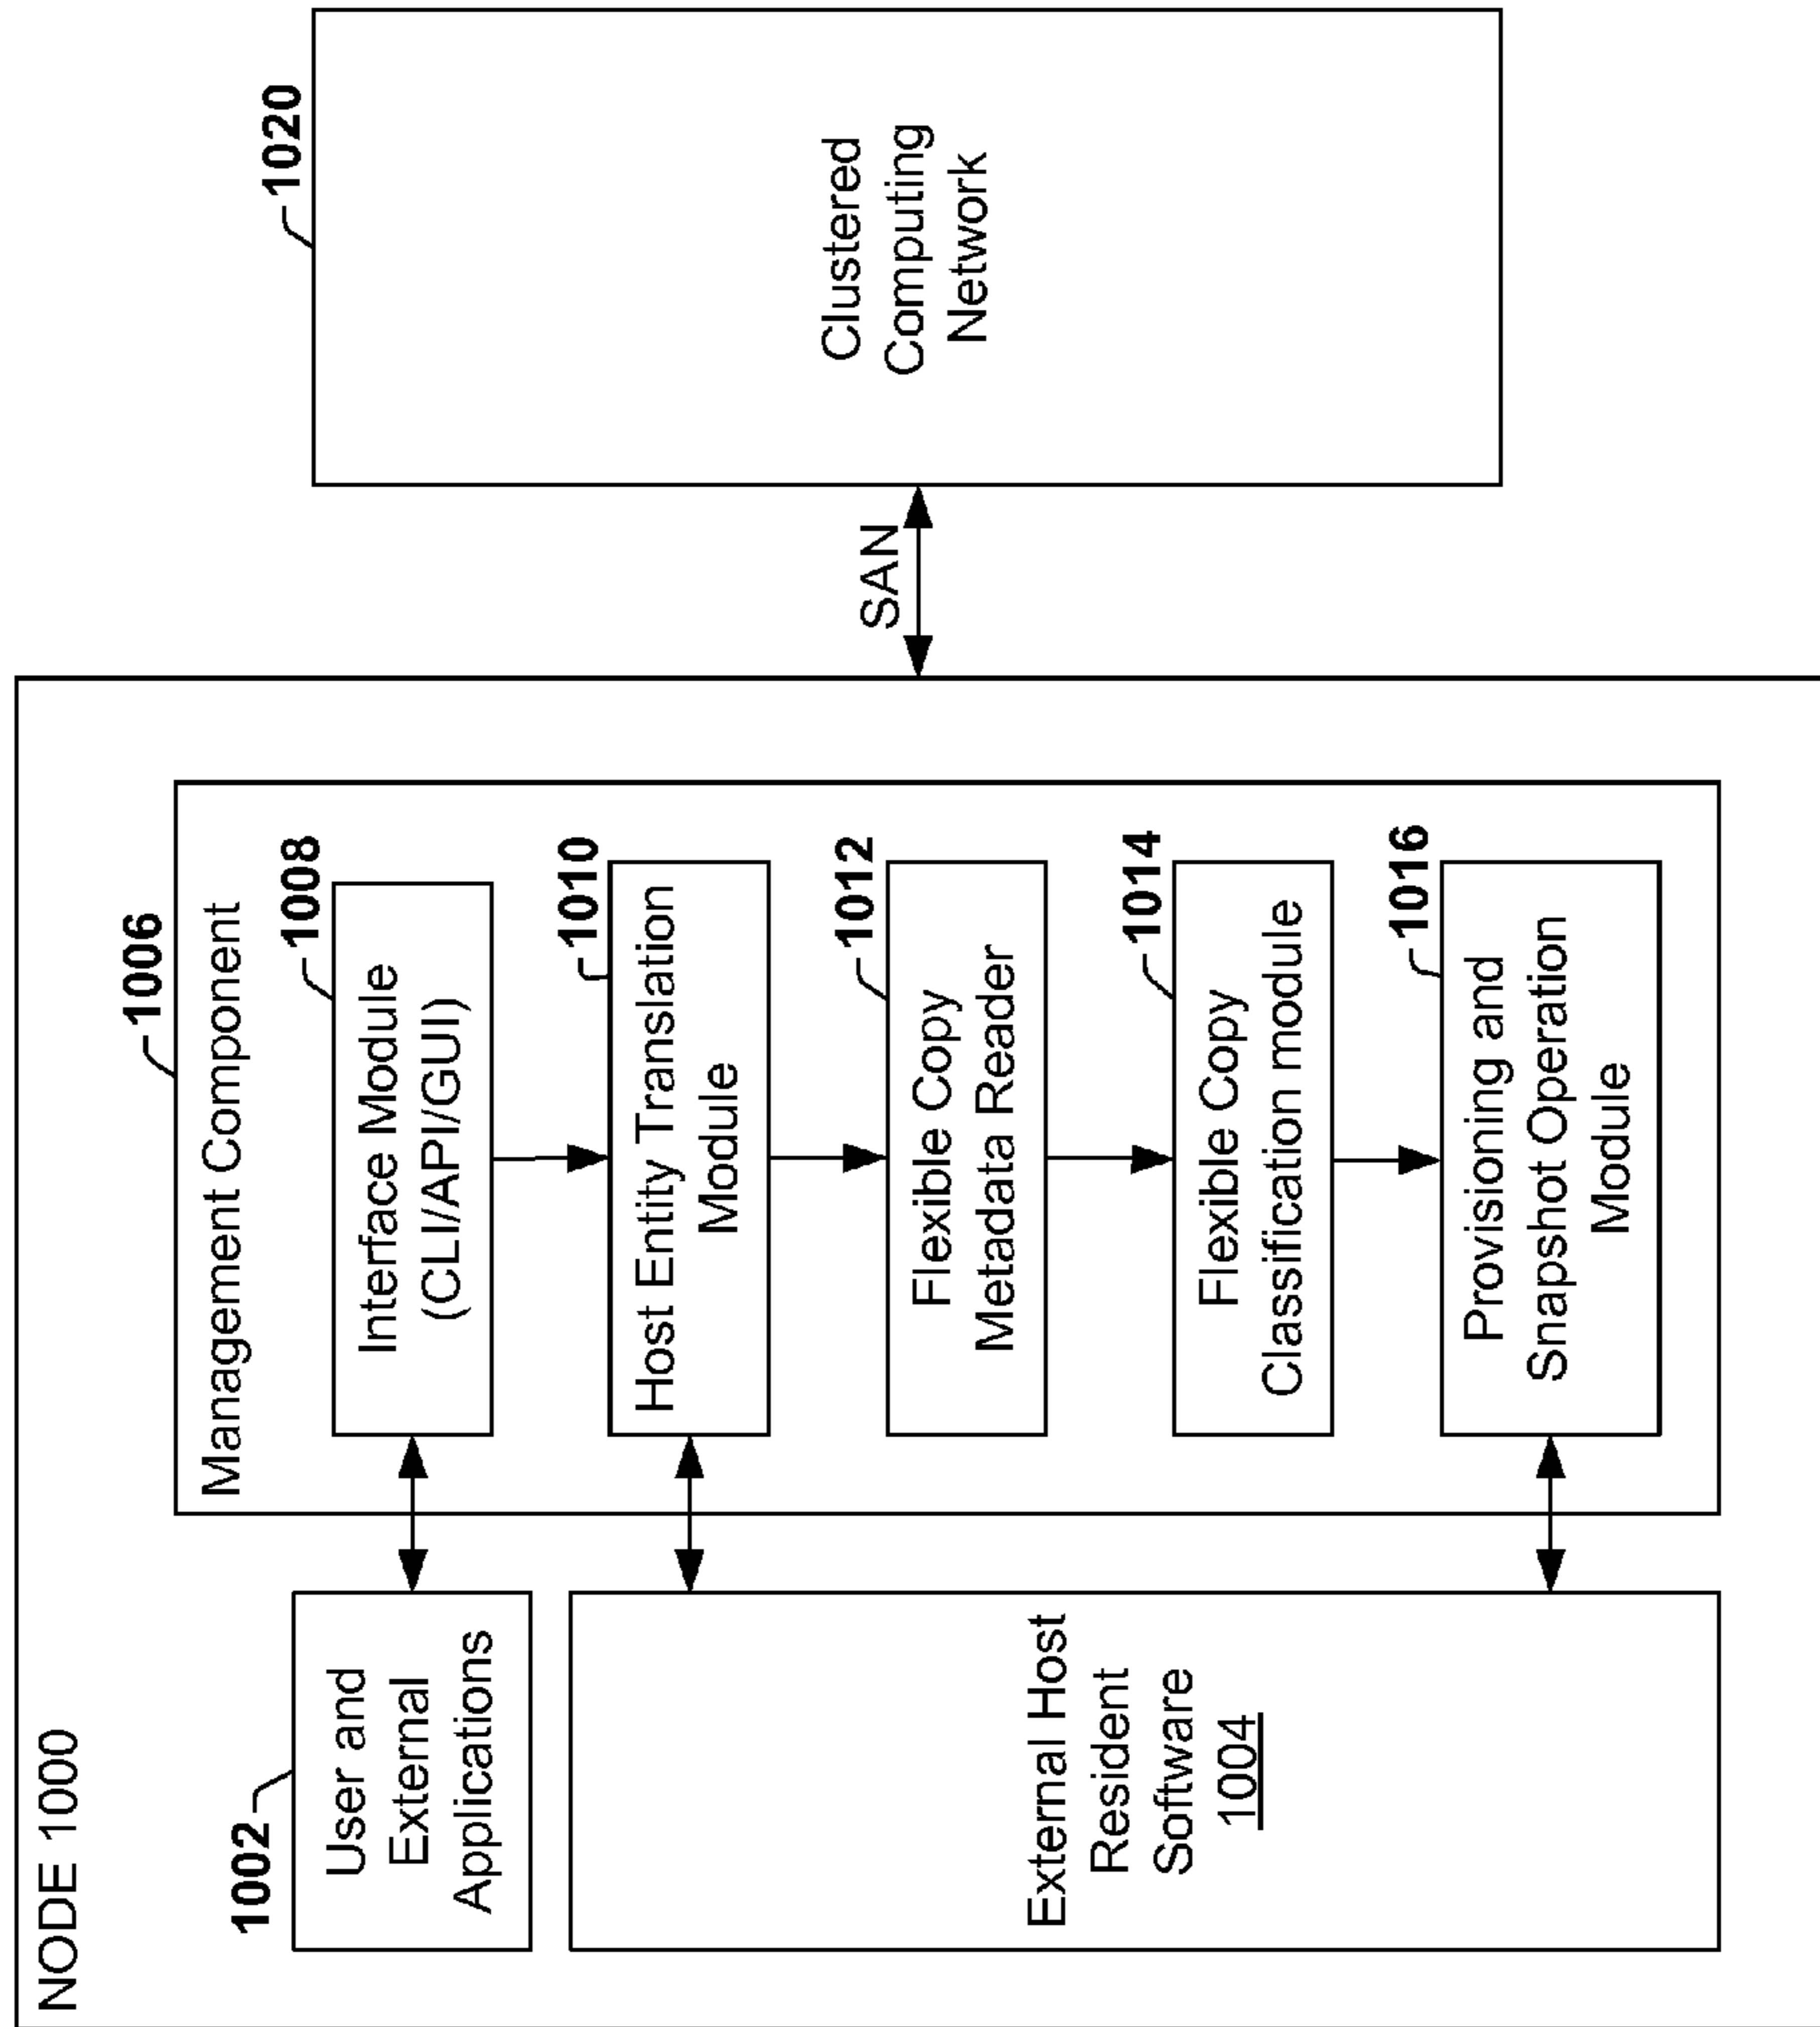 NODE 1000
1002
User and
External
Applications
External Host
Resident
Software
1004
1006
Management Component
1008
Interface Module
(CLI/API/GUI)
1010
Host Entity Translation
Module
1012
Flexible Copy
Metadata Reader
1014
Flexible Copy
Classification module
1016
Provisioning and
Snapshot Operation
Module
SAN
1020
Clustered
Computing
Network